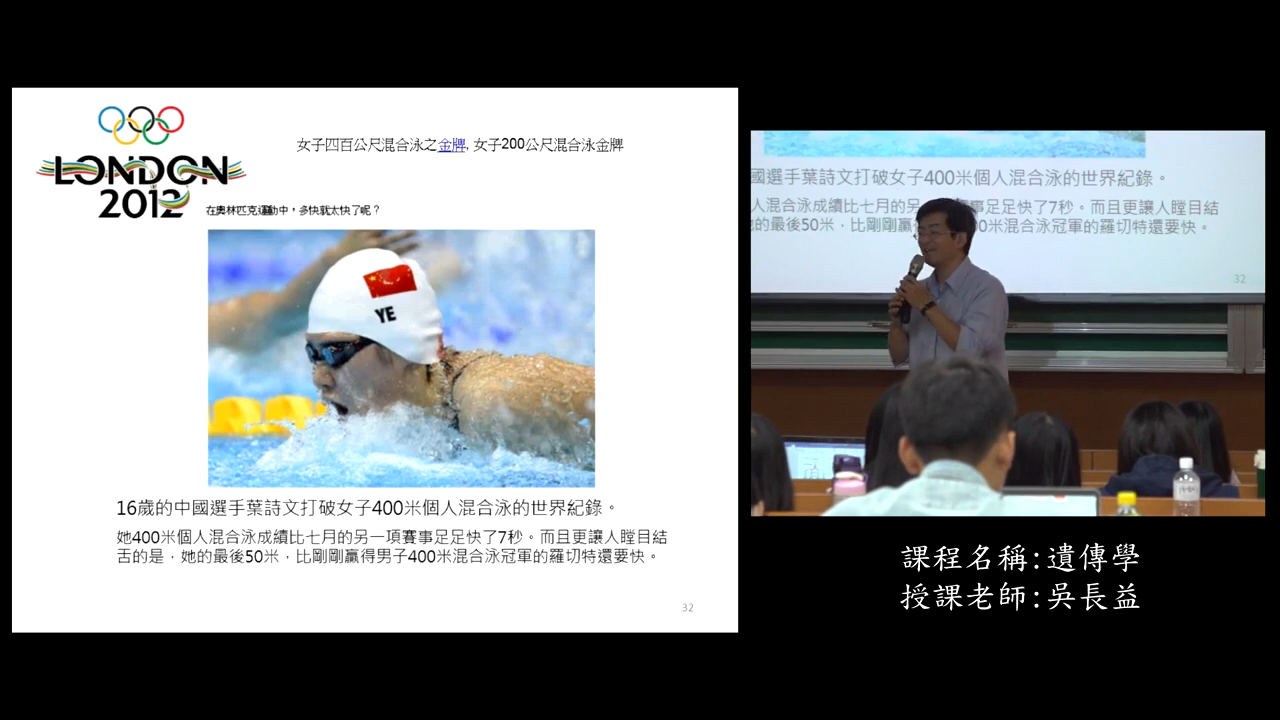 女子四百公尺混合泳之金牌, 女子200公尺混合泳金牌
LONDON
2012
在奧林匹克運動中，多快就太快了呢？
YE
16歲的中國選手葉詩文打破女子400米個人混合泳的世界紀錄。
她400米個人混合泳成績比七月的另一項賽事足足快了7秒。而且更讓人瞠目結
舌的是，她的最後50米，比剛剛贏得男子400米混合泳冠軍的羅切特還要快。
32
國選手葉詩文打破女子400米個人混合泳的世界紀錄。
人混合泳成績比七月的另 賽事足足快了7秒。而且更讓人瞠目結
的最後50米，比剛剛贏得 00米混合泳冠軍的羅切特還要快。
32
課程名稱:遺傳學
授課老師:吳長益